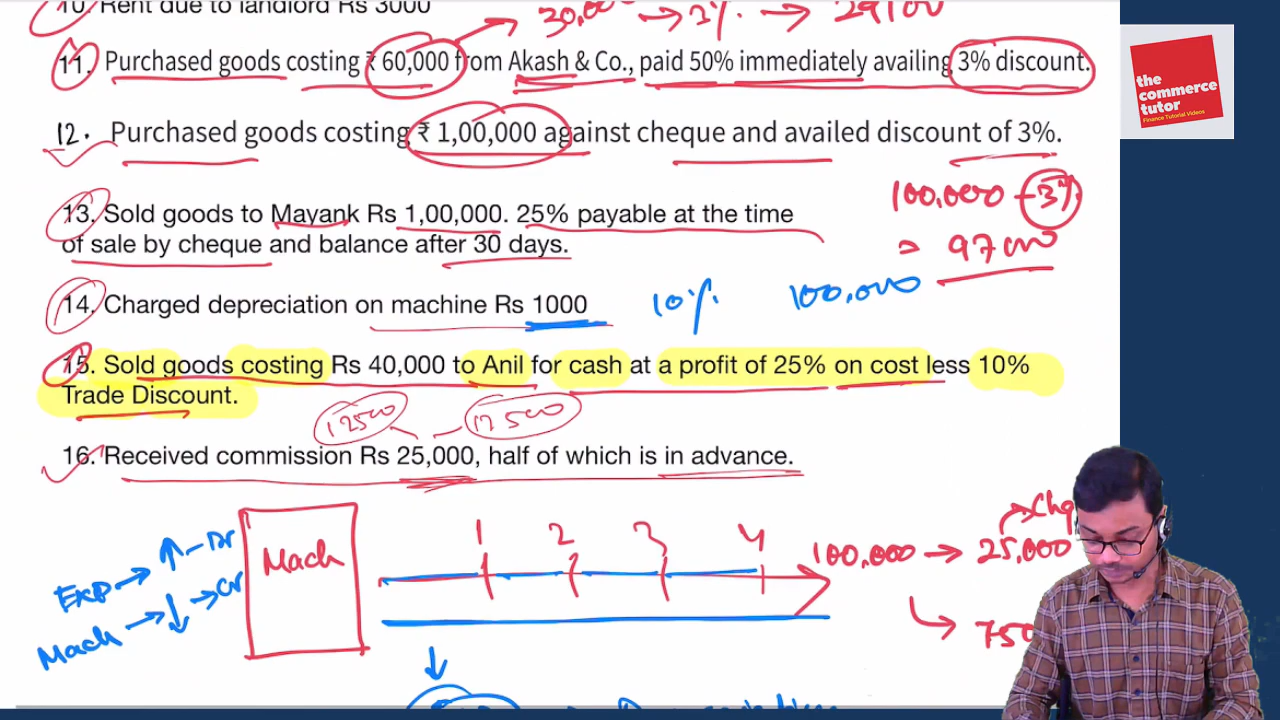 10. Rent due to landlord Rs 3000
→ 3% → 29100
11. Purchased goods costing ₹ 60,000 from Akash & Co., paid 50% immediately availing 3% discount.
12. Purchased goods costing ₹ 1,00,000 against cheque and availed discount of 3%.
100,000 - 3%
= 97000
13. Sold goods to Mayank Rs 1,00,000. 25% payable at the time
of sale by cheque and balance after 30 days.
14. Charged depreciation on machine Rs 1000
10% 100,000
15. Sold goods costing Rs 40,000 to Anil for cash at a profit of 25% on cost less 10%
Trade Discount.
12500 12500
16. Received commission Rs 25,000, half of which is in advance.
Exp → ↑ - Dr
Mach → ↓ → Cr
Mach
1 2 3 4
100,000 → 25,000
the
commerce
tutor
Finance Tutorial Videos